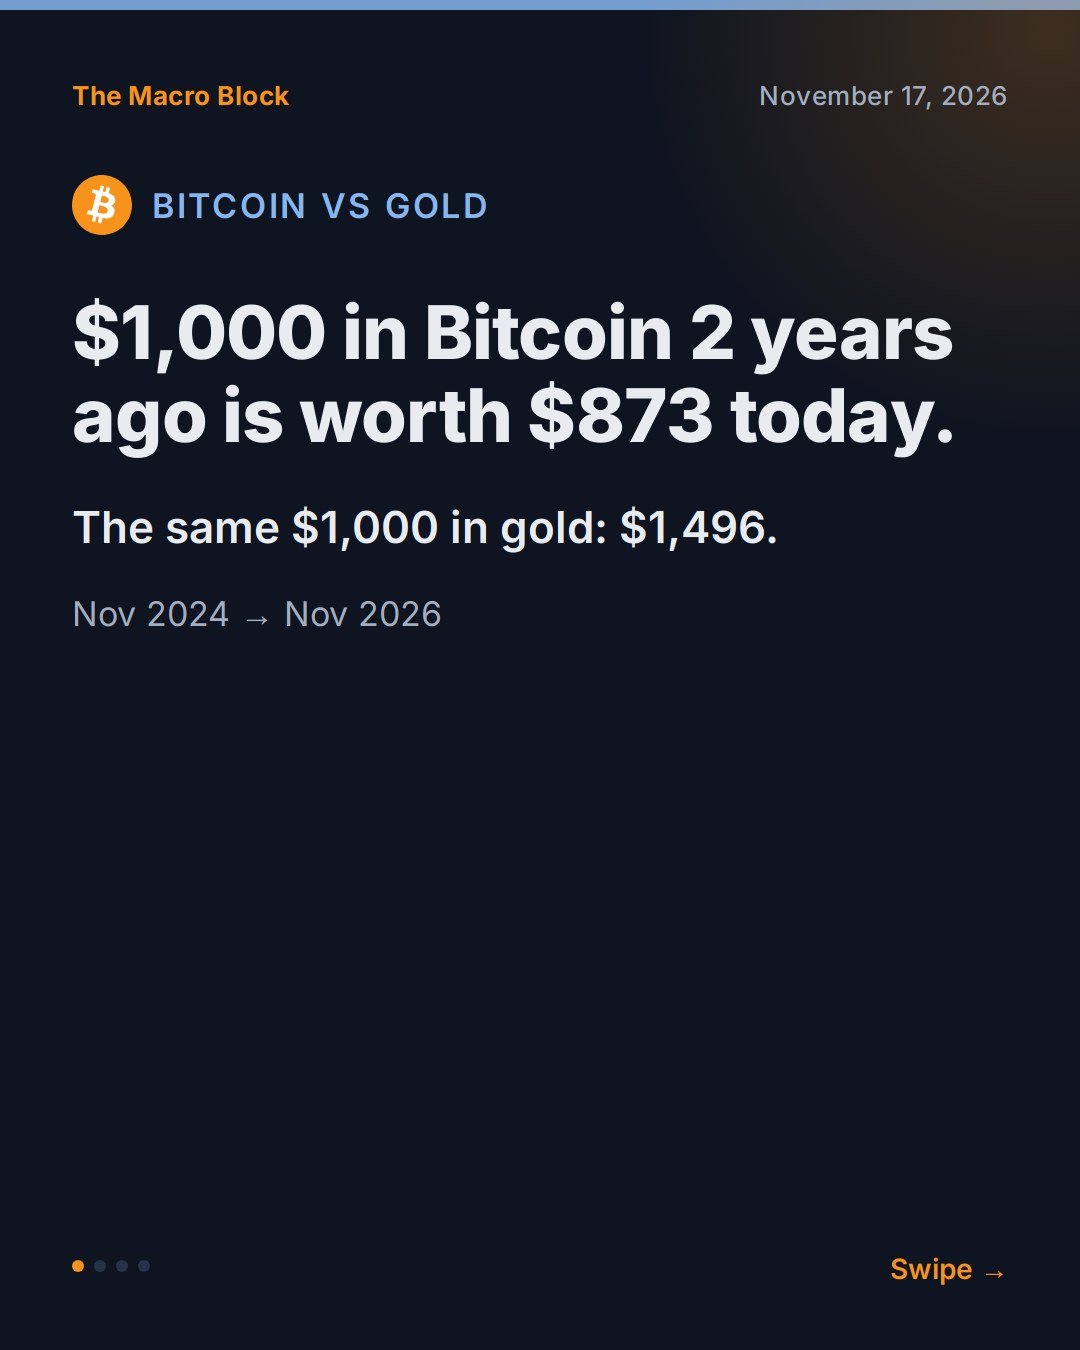 The Macro Block
November 17, 2026
BITCOIN VS GOLD
$1,000 in Bitcoin 2 years
ago is worth $873 today.
The same $1,000 in gold: $1,496.
Nov 2024 → Nov 2026
Swipe →